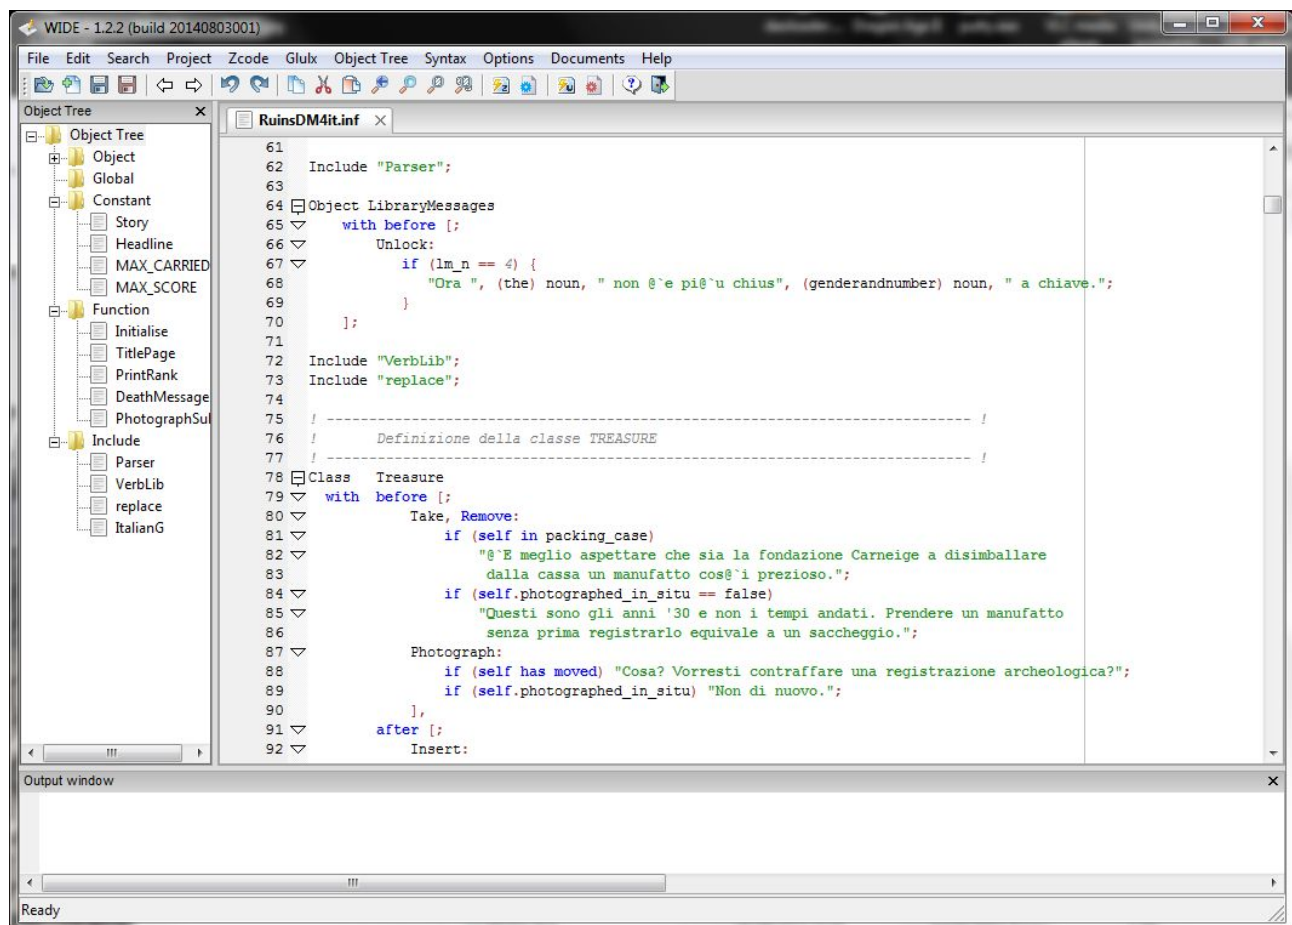 WIDE - 1.2.2 (build 20140803001)
File Edit Search Project Zcode Glulx Object Tree Syntax Options Documents Help
Object Tree
Object Tree
Object
Global
Constant
Story
Headline
MAX_CARRIED
MAX_SCORE
Function
Initialise
TitlePage
PrintRank
DeathMessage
PhotographSu
Include
Parser
VerbLib
replace
ItalianG
RuinsDM4it.inf
61
62 Include "Parser";
63
64 Object LibraryMessages
65 with before [;
66 Unlock:
67 if (lm_n == 4) {
68 "Ora ", (the) noun, " non @`e pi@`u chius", (genderandnumber) noun, " a chiave.";
69 }
70 ];
71
72 Include "VerbLib";
73 Include "replace";
74
75 ! --------------------------------------------------------------------------- !
76 ! Definizione della classe TREASURE
77 ! --------------------------------------------------------------------------- !
78 Class Treasure
79 with before [;
80 Take, Remove:
81 if (self in packing_case)
82 "@`E meglio aspettare che sia la fondazione Carneige a disimballare
83 dalla cassa un manufatto cos@`i prezioso.";
84 if (self.photographed_in_situ == false)
85 "Questi sono gli anni '30 e non i tempi andati. Prendere un manufatto
86 senza prima registrarlo equivale a un saccheggio.";
87 Photograph:
88 if (self has moved) "Cosa? Vorresti contraffare una registrazione archeologica?";
89 if (self.photographed_in_situ) "Non di nuovo.";
90 ],
91 after [;
92 Insert:
Output window
Ready